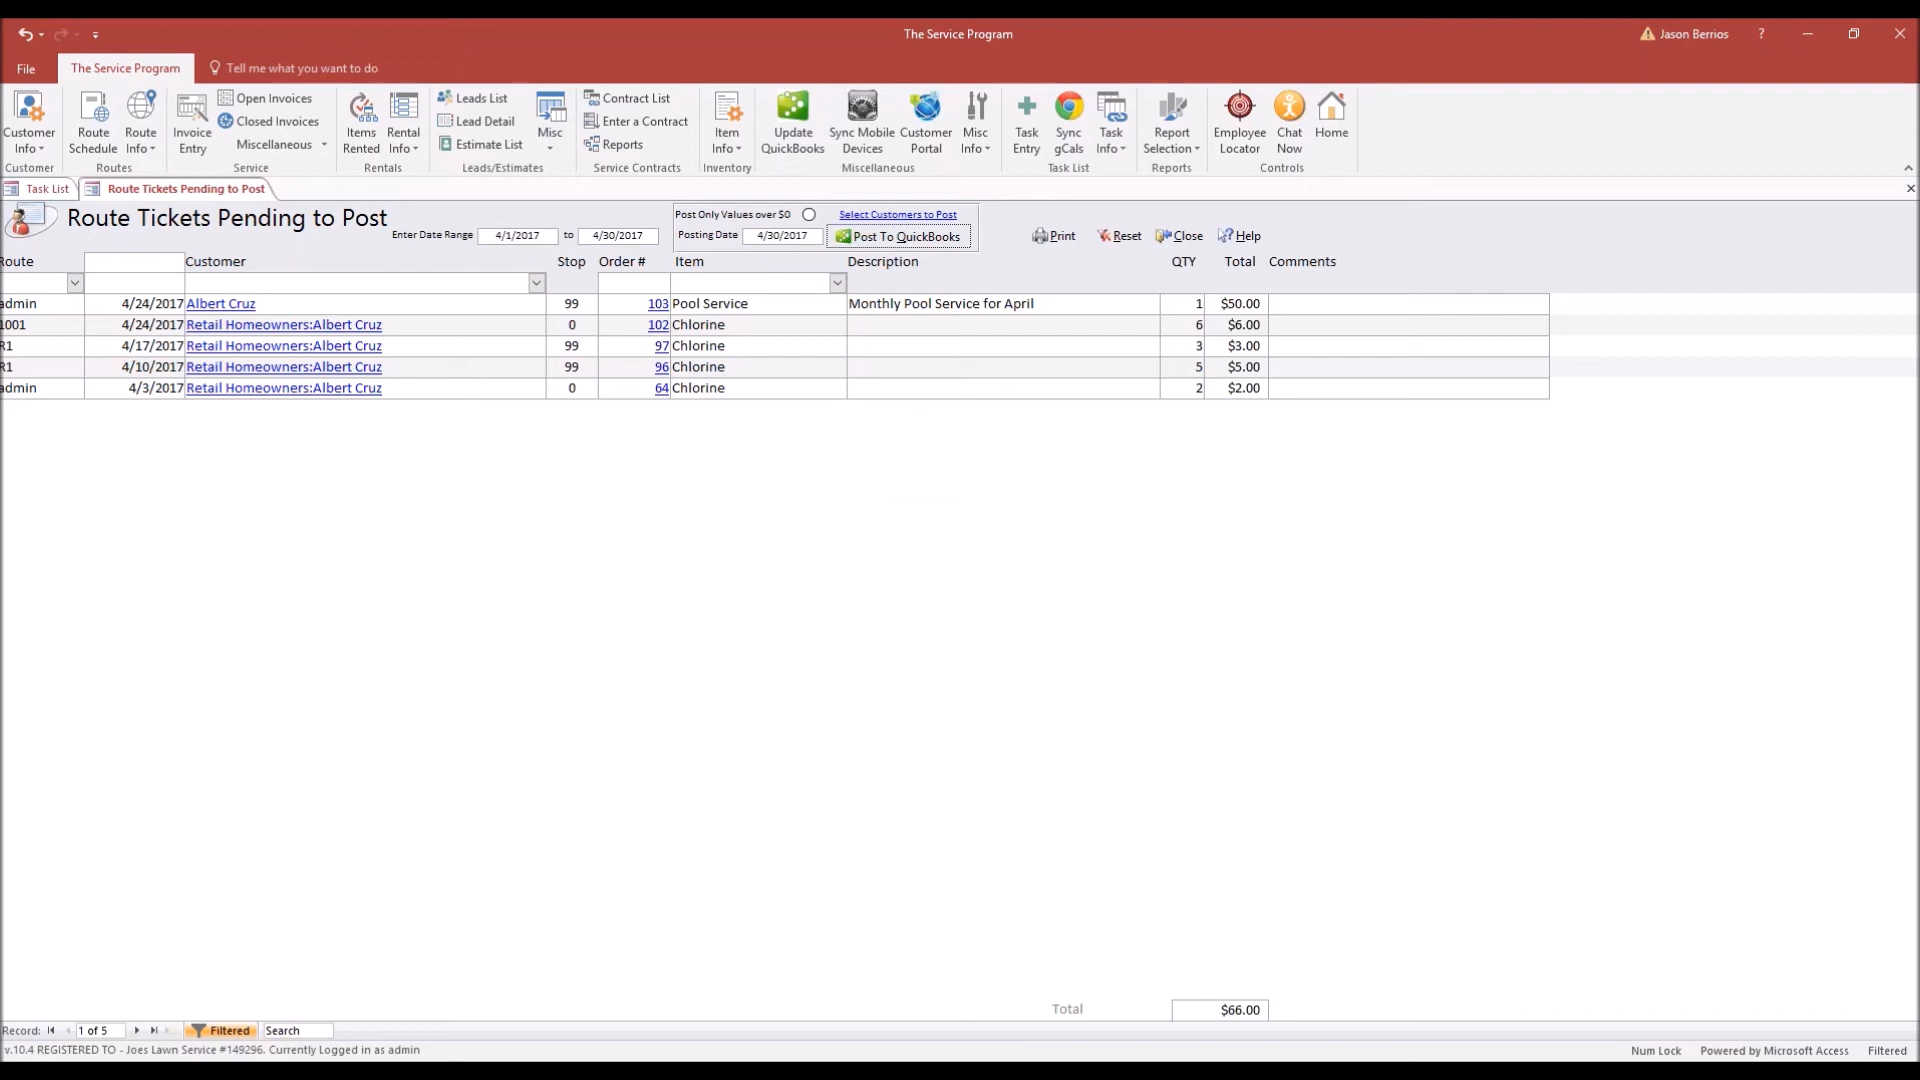 The Service Program
Jason Berrios
?
File
The Service Program
Tell me what you want to do
Customer Info
Route Schedule
Route Info
Invoice Entry
Open Invoices
Closed Invoices
Miscellaneous
Items Rented
Rental Info
Leads List
Lead Detail
Estimate List
Misc
Contract List
Enter a Contract
Reports
Item Info
Update QuickBooks
Sync Mobile Devices
Customer Portal
Misc Info
Task Entry
Sync gCals
Task Info
Report Selection
Employee Locator
Chat Now
Home
Customer
Routes
Service
Rentals
Leads/Estimates
Service Contracts
Inventory
Miscellaneous
Task List
Reports
Controls
Task List
Route Tickets Pending to Post
Route Tickets Pending to Post
Enter Date Range 4/1/2017 to 4/30/2017
Post Only Values over $0 Select Customers to Post
Posting Date 4/30/2017 Post To QuickBooks
Print Reset Close Help
Route Customer Stop Order # Item Description QTY Total Comments
admin 4/24/2017 Albert Cruz 99 103 Pool Service Monthly Pool Service for April 1 $50.00
1001 4/24/2017 Retail Homeowners:Albert Cruz 0 102 Chlorine 6 $6.00
R1 4/17/2017 Retail Homeowners:Albert Cruz 99 97 Chlorine 3 $3.00
R1 4/10/2017 Retail Homeowners:Albert Cruz 99 96 Chlorine 5 $5.00
admin 4/3/2017 Retail Homeowners:Albert Cruz 0 64 Chlorine 2 $2.00
Total $66.00
Record: 1 of 5 Filtered Search
v.10.4 REGISTERED TO - Joes Lawn Service #149296. Currently Logged in as admin
Num Lock Powered by Microsoft Access Filtered